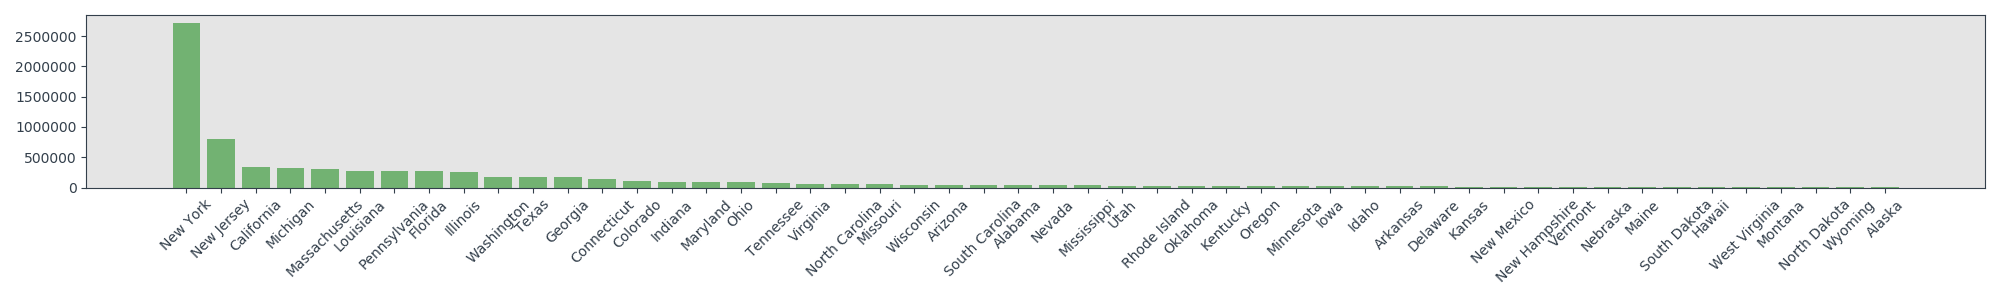 2500000
2000000
1500000
1000000
500000
0
New York
New Jersey
California
Michigan
Massachusetts
Louisiana
Pennsylvania
Florida
Illinois
Washington
Texas
Georgia
Connecticut
Colorado
Indiana
Maryland
Ohio
Tennessee
Virginia
North Carolina
Missouri
Wisconsin
Arizona
South Carolina
Alabama
Nevada
Mississippi
Utah
Rhode Island
Oklahoma
Kentucky
Oregon
Minnesota
Iowa
Idaho
Arkansas
Delaware
Kansas
New Mexico
New Hampshire
Vermont
Nebraska
Maine
South Dakota
Hawaii
West Virginia
Montana
North Dakota
Wyoming
Alaska